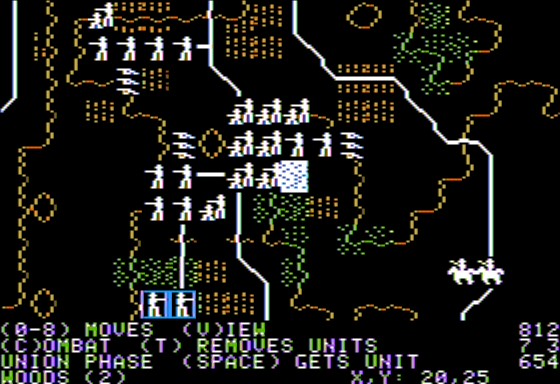 (0-8) MOVES (V)IEW 812
(C)OMBAT (T) REMOVES UNITS 7 3
UNION PHASE (SPACE) GETS UNIT 654
WOODS (2) X,Y: 20,25